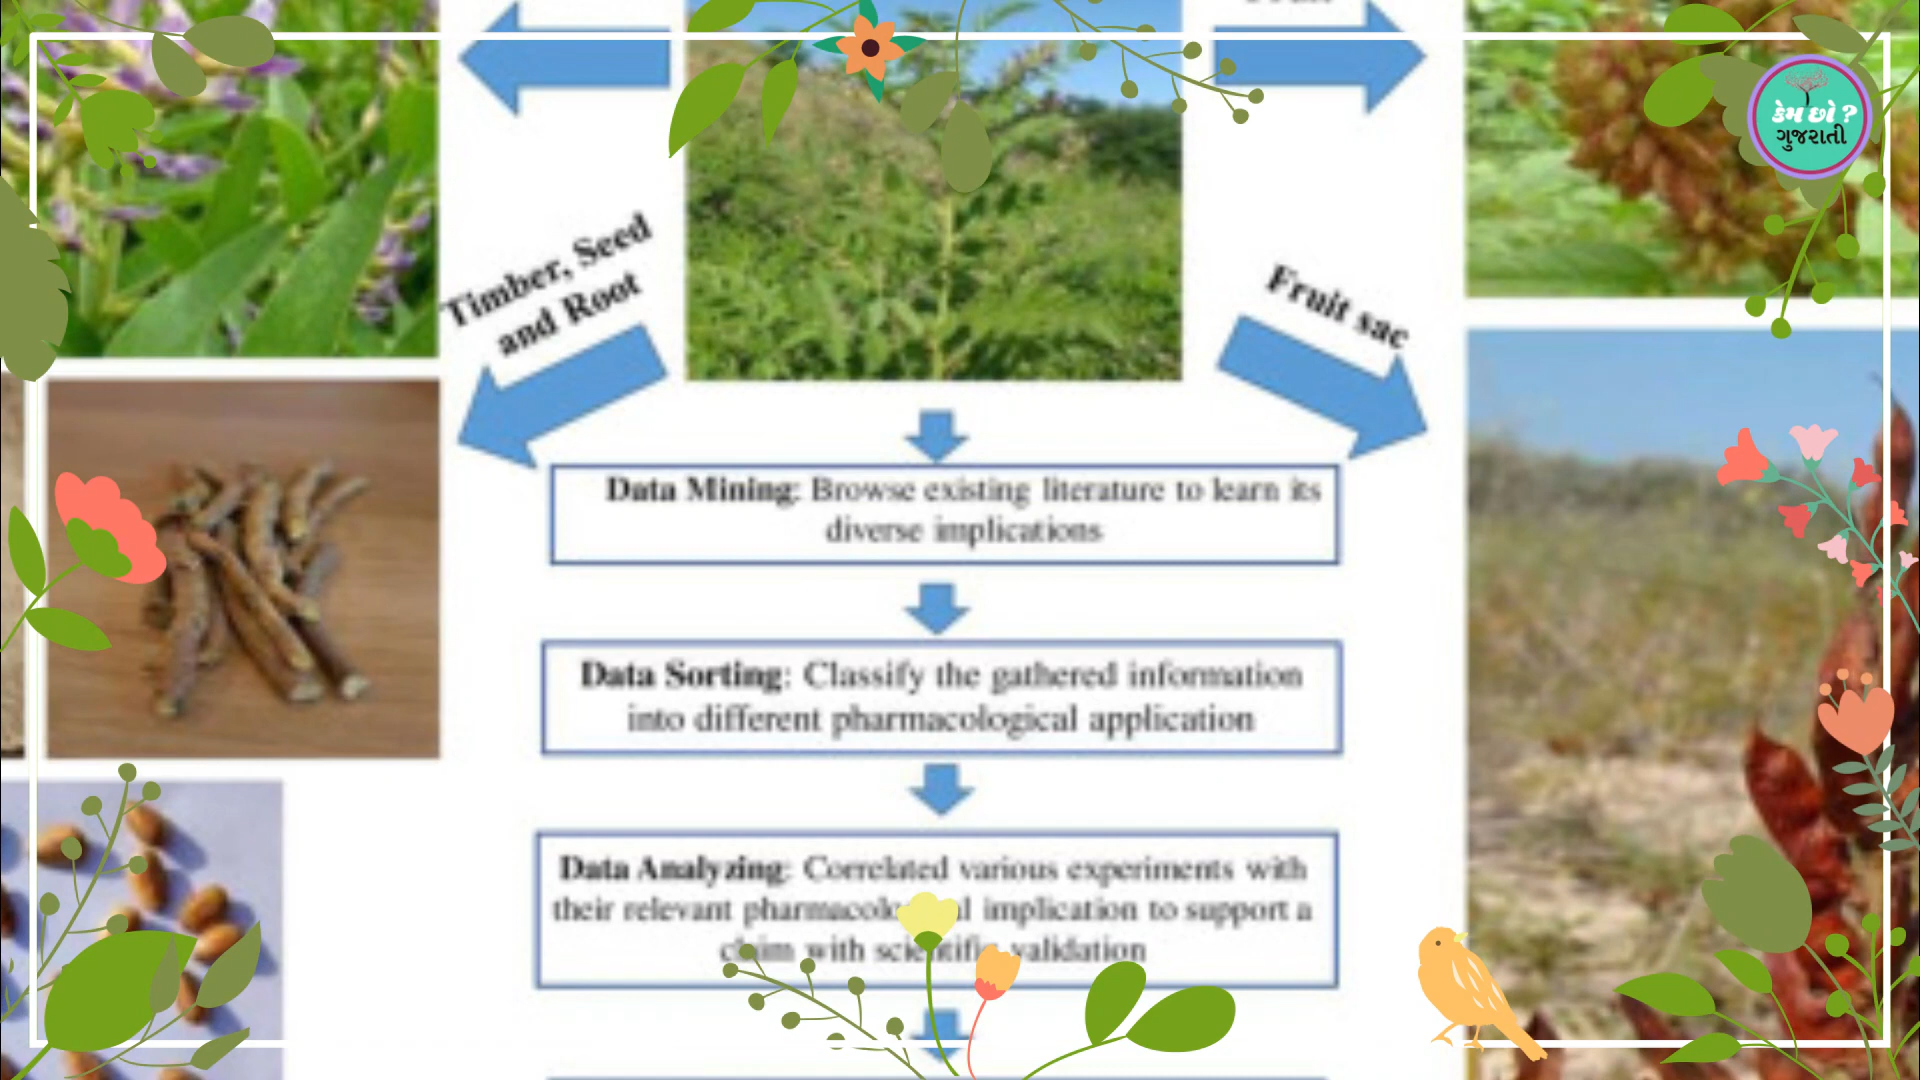 કેમ છો ?
ગુજરાતી
Timber, Seed
and Root
Fruit sac
Data Mining: Browse existing literature to learn its
diverse implications
Data Sorting: Classify the gathered information
into different pharmacological application
Data Analyzing: Correlated various experiments with
their relevant implication to support a
with validation